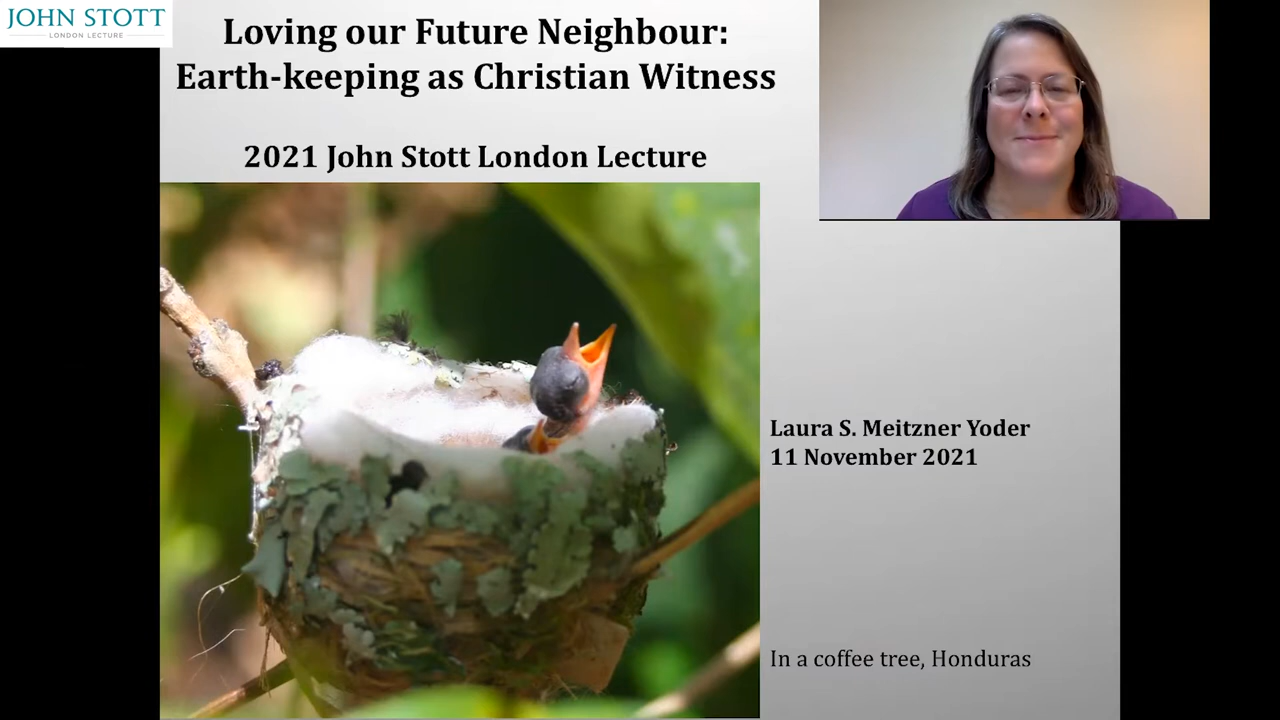 JOHN STOTT
LONDON LECTURE
Loving our Future Neighbour:
Earth-keeping as Christian Witness
2021 John Stott London Lecture
Laura S. Meitzner Yoder
11 November 2021
In a coffee tree, Honduras